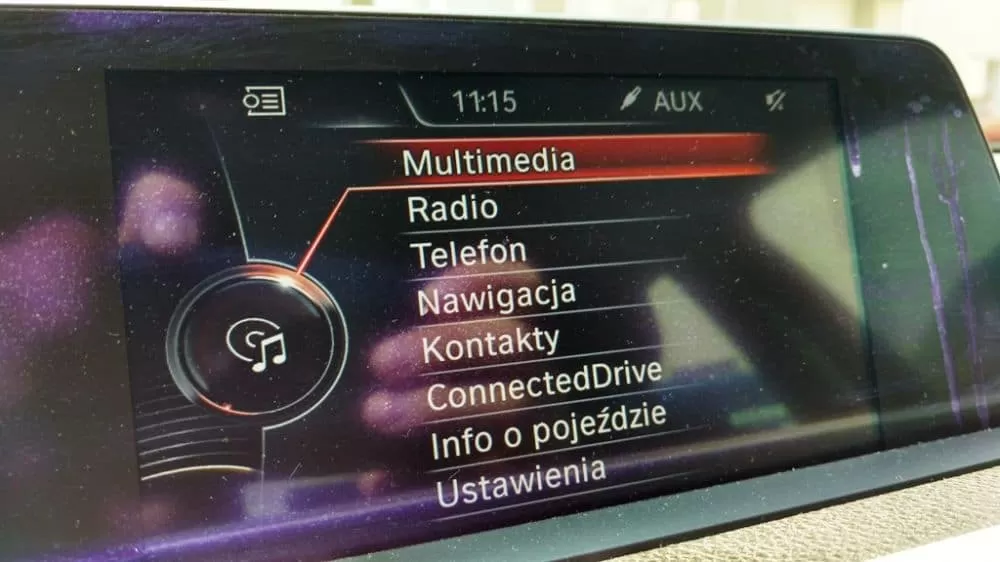 11:15 AUX
Multimedia
Radio
Telefon
Nawigacja
Kontakty
ConnectedDrive
Info o pojeździe
Ustawienia